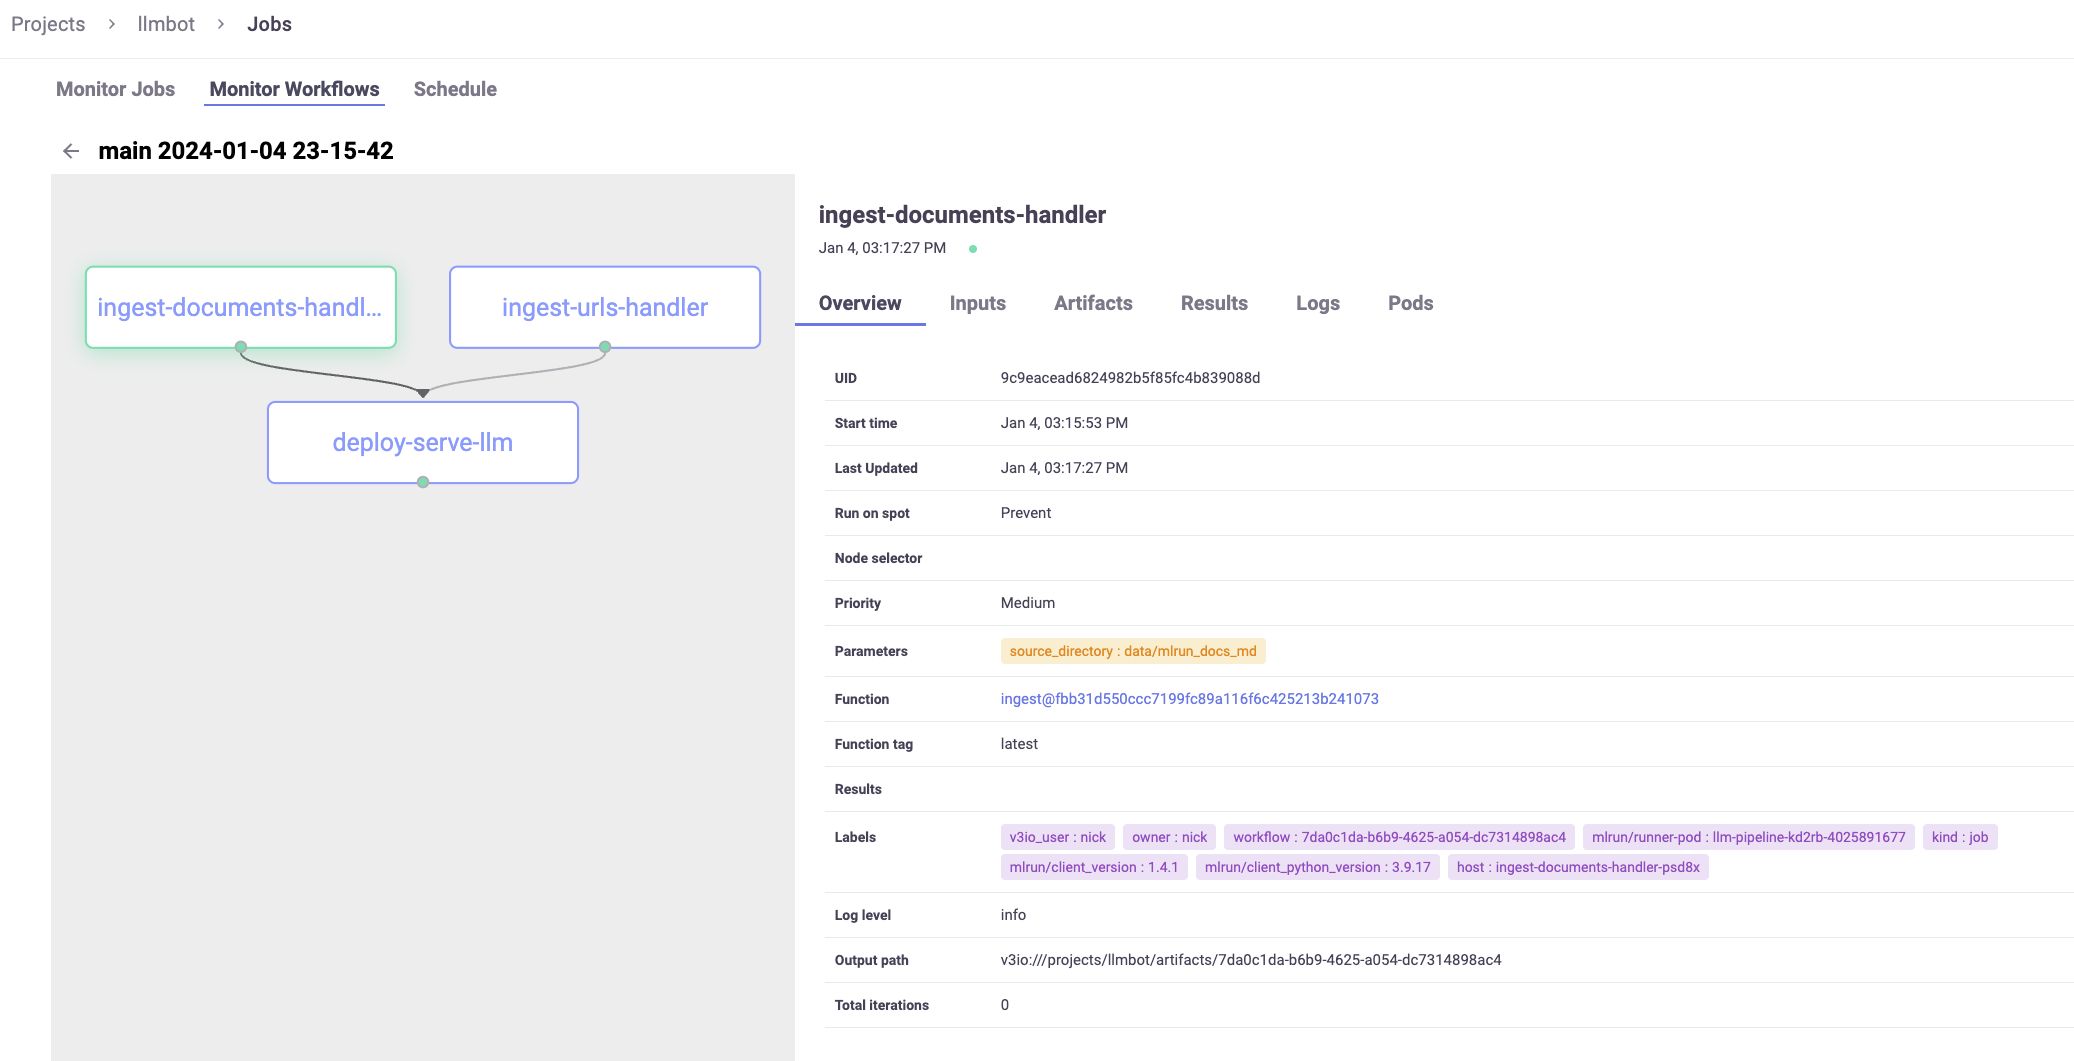 Projects > llmbot > Jobs
Monitor Jobs Monitor Workflows Schedule
← main 2024-01-04 23-15-42
ingest-documents-handl...
ingest-urls-handler
deploy-serve-llm
ingest-documents-handler
Jan 4, 03:17:27 PM
Overview Inputs Artifacts Results Logs Pods
UID 9c9eacead6824982b5f85fc4b839088d
Start time Jan 4, 03:15:53 PM
Last Updated Jan 4, 03:17:27 PM
Run on spot Prevent
Node selector
Priority Medium
Parameters source_directory : data/mlrun_docs_md
Function ingest@fbb31d550ccc7199fc89a116f6c425213b241073
Function tag latest
Results
Labels v3io_user : nick owner : nick workflow : 7da0c1da-b6b9-4625-a054-dc7314898ac4 mlrun/runner-pod : llm-pipeline-kd2rb-4025891677 kind : job
mlrun/client_version : 1.4.1 mlrun/client_python_version : 3.9.17 host : ingest-documents-handler-psd8x
Log level info
Output path v3io:///projects/llmbot/artifacts/7da0c1da-b6b9-4625-a054-dc7314898ac4
Total iterations 0